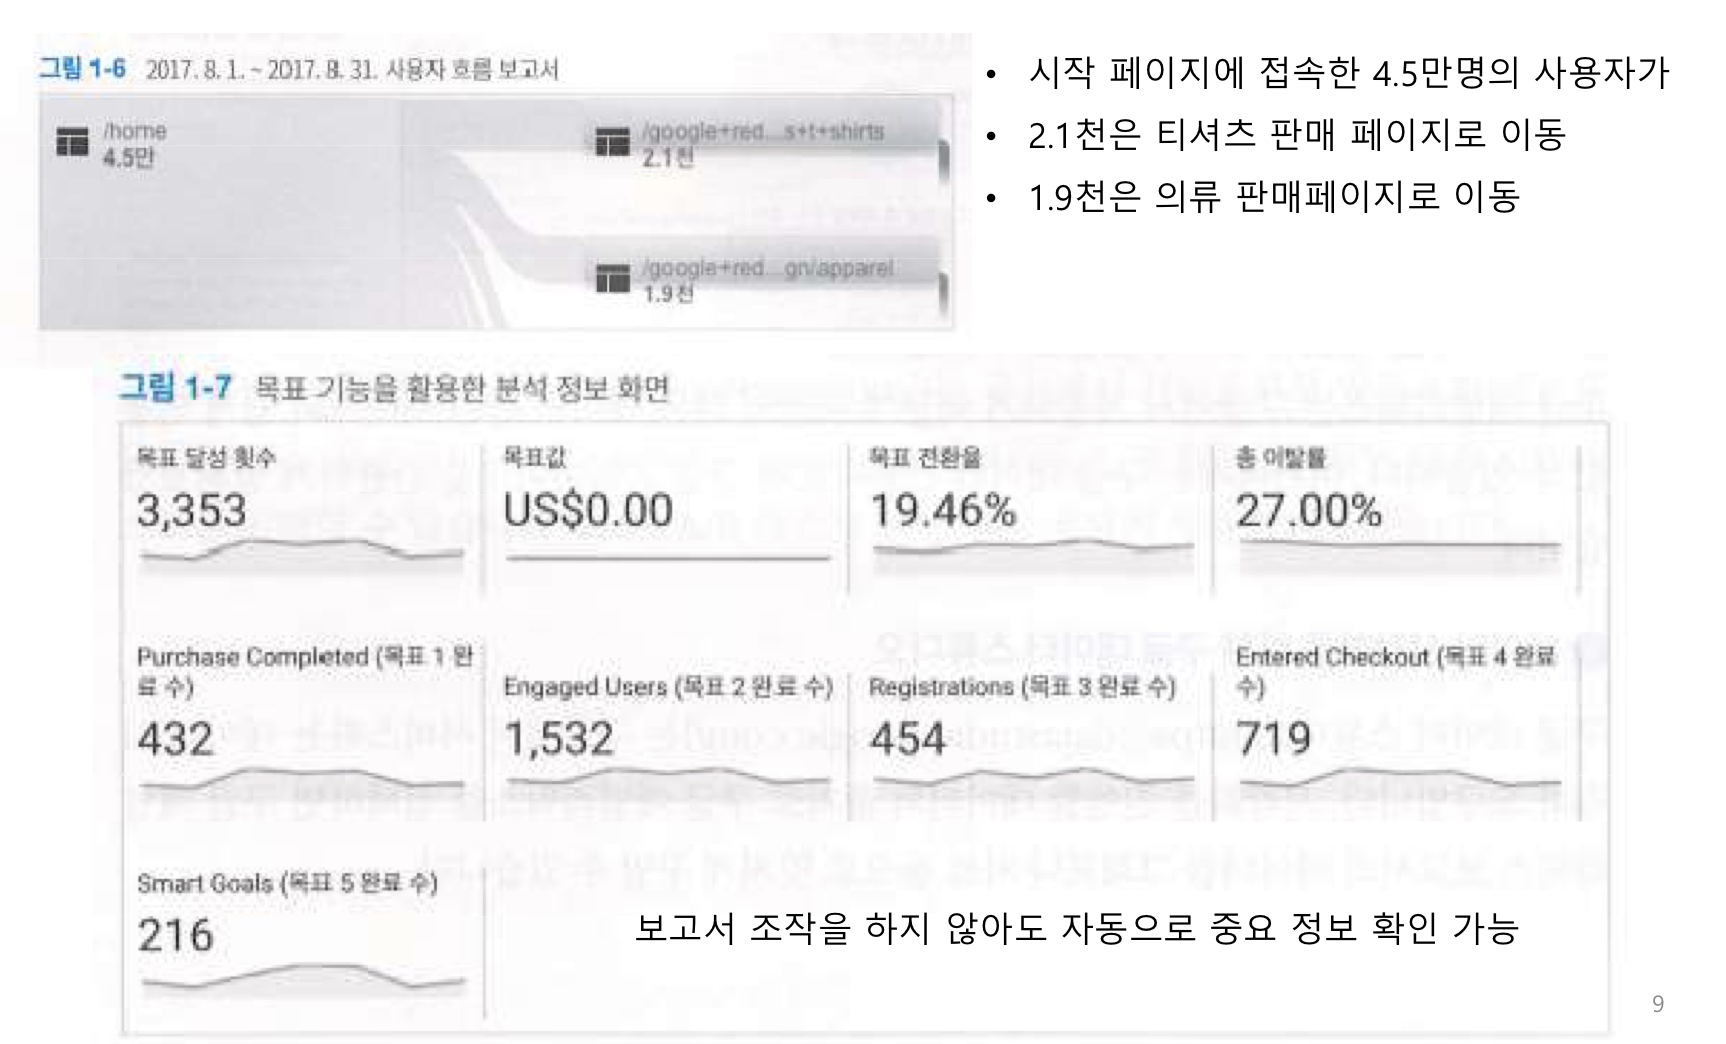 그림 1-6 2017. 8. 1. ~ 2017. 8. 31. 사용자 흐름 보고서
/home
4.5만
/google+red...s+t+shirts
2.1천
/google+red...gn/apparel
1.9천
• 시작 페이지에 접속한 4.5만명의 사용자가
• 2.1천은 티셔츠 판매 페이지로 이동
• 1.9천은 의류 판매페이지로 이동
그림 1-7 목표 기능을 활용한 분석 정보 화면
목표 달성 횟수
3,353
목표값
US$0.00
목표 전환율
19.46%
총 이탈률
27.00%
Purchase Completed (목표 1 완
료 수)
432
Engaged Users (목표 2 완료 수)
1,532
Registrations (목표 3 완료 수)
454
Entered Checkout (목표 4 완료
수)
719
Smart Goals (목표 5 완료 수)
216
보고서 조작을 하지 않아도 자동으로 중요 정보 확인 가능
9